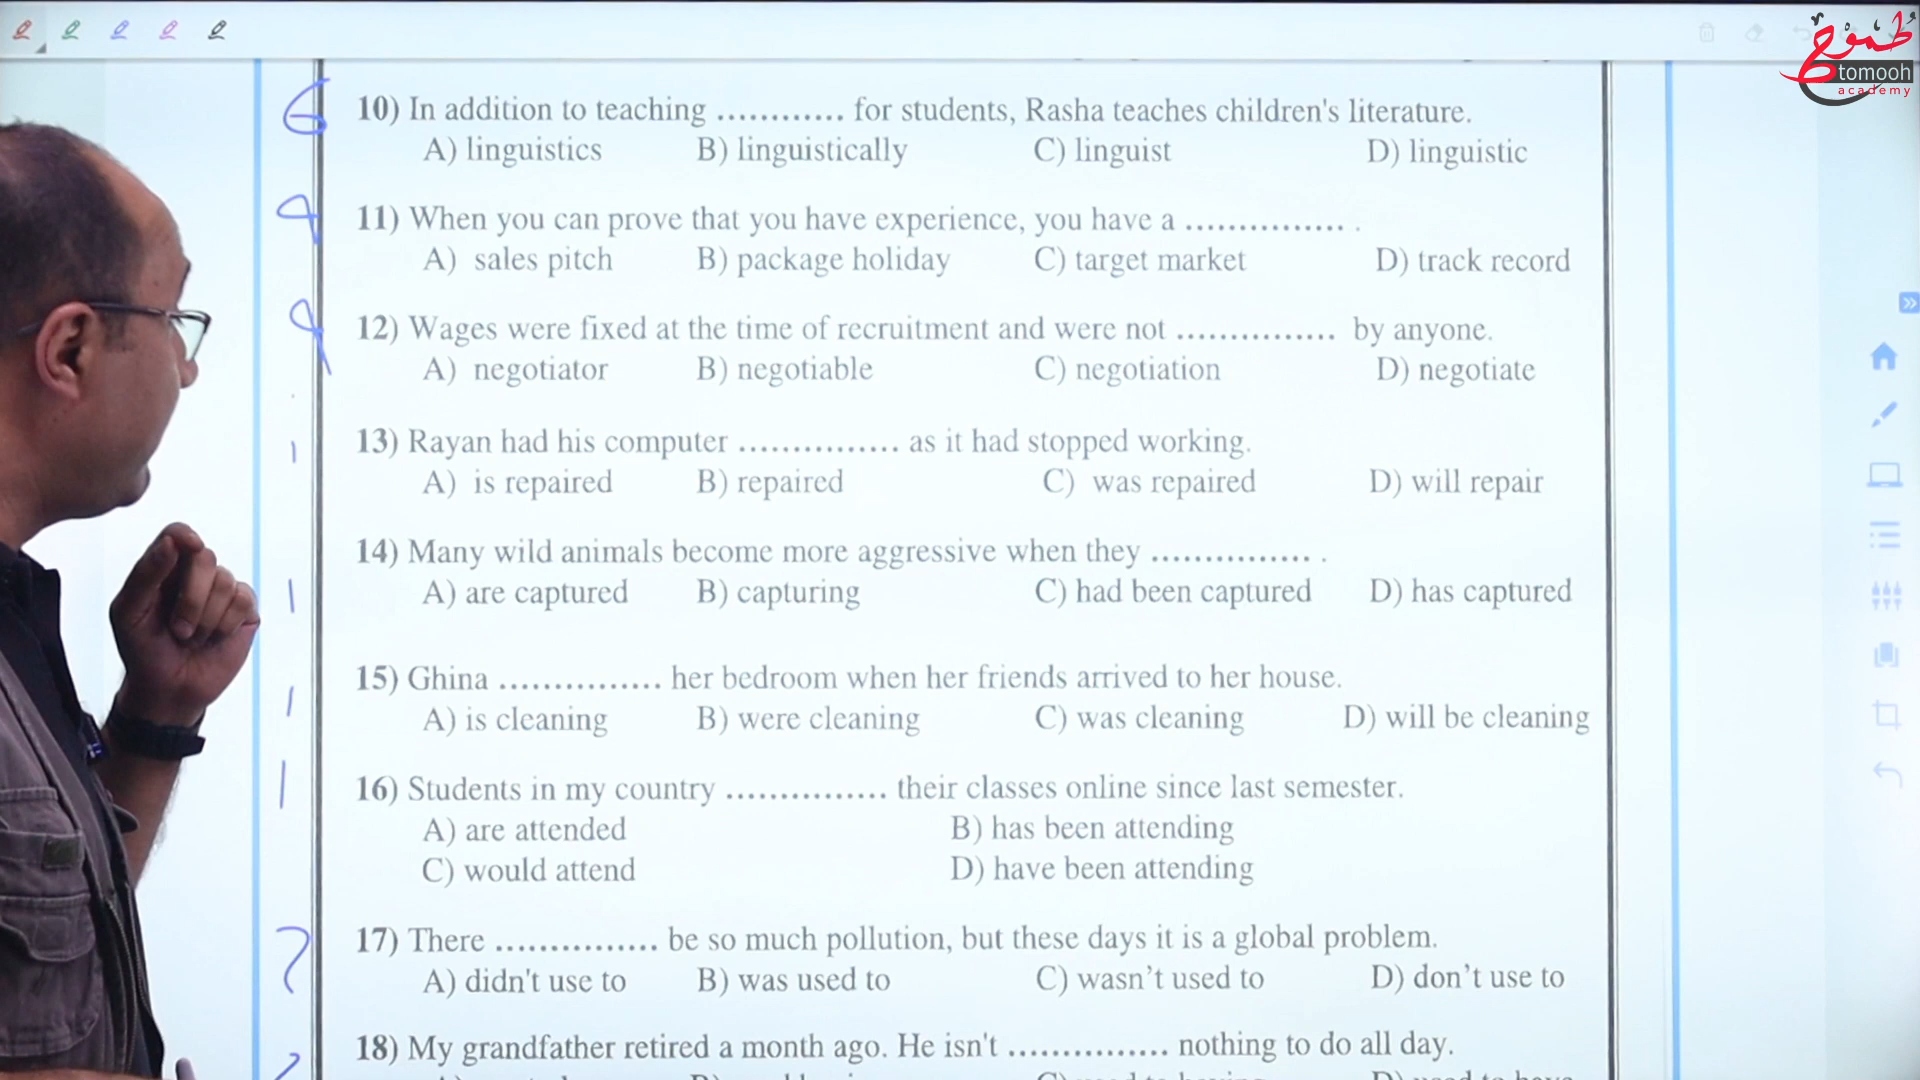 طموح
tomooh
academy
6 10) In addition to teaching ............ for students, Rasha teaches children's literature.
A) linguistics B) linguistically C) linguist D) linguistic
9 11) When you can prove that you have experience, you have a ............... .
A) sales pitch B) package holiday C) target market D) track record
9 12) Wages were fixed at the time of recruitment and were not ............... by anyone.
A) negotiator B) negotiable C) negotiation D) negotiate
1 13) Rayan had his computer ............... as it had stopped working.
A) is repaired B) repaired C) was repaired D) will repair
1 14) Many wild animals become more aggressive when they ............... .
A) are captured B) capturing C) had been captured D) has captured
1 15) Ghina ............... her bedroom when her friends arrived to her house.
A) is cleaning B) were cleaning C) was cleaning D) will be cleaning
1 16) Students in my country ............... their classes online since last semester.
A) are attended B) has been attending
C) would attend D) have been attending
17) There ............... be so much pollution, but these days it is a global problem.
A) didn't use to B) was used to C) wasn’t used to D) don’t use to
18) My grandfather retired a month ago. He isn't ............... nothing to do all day.